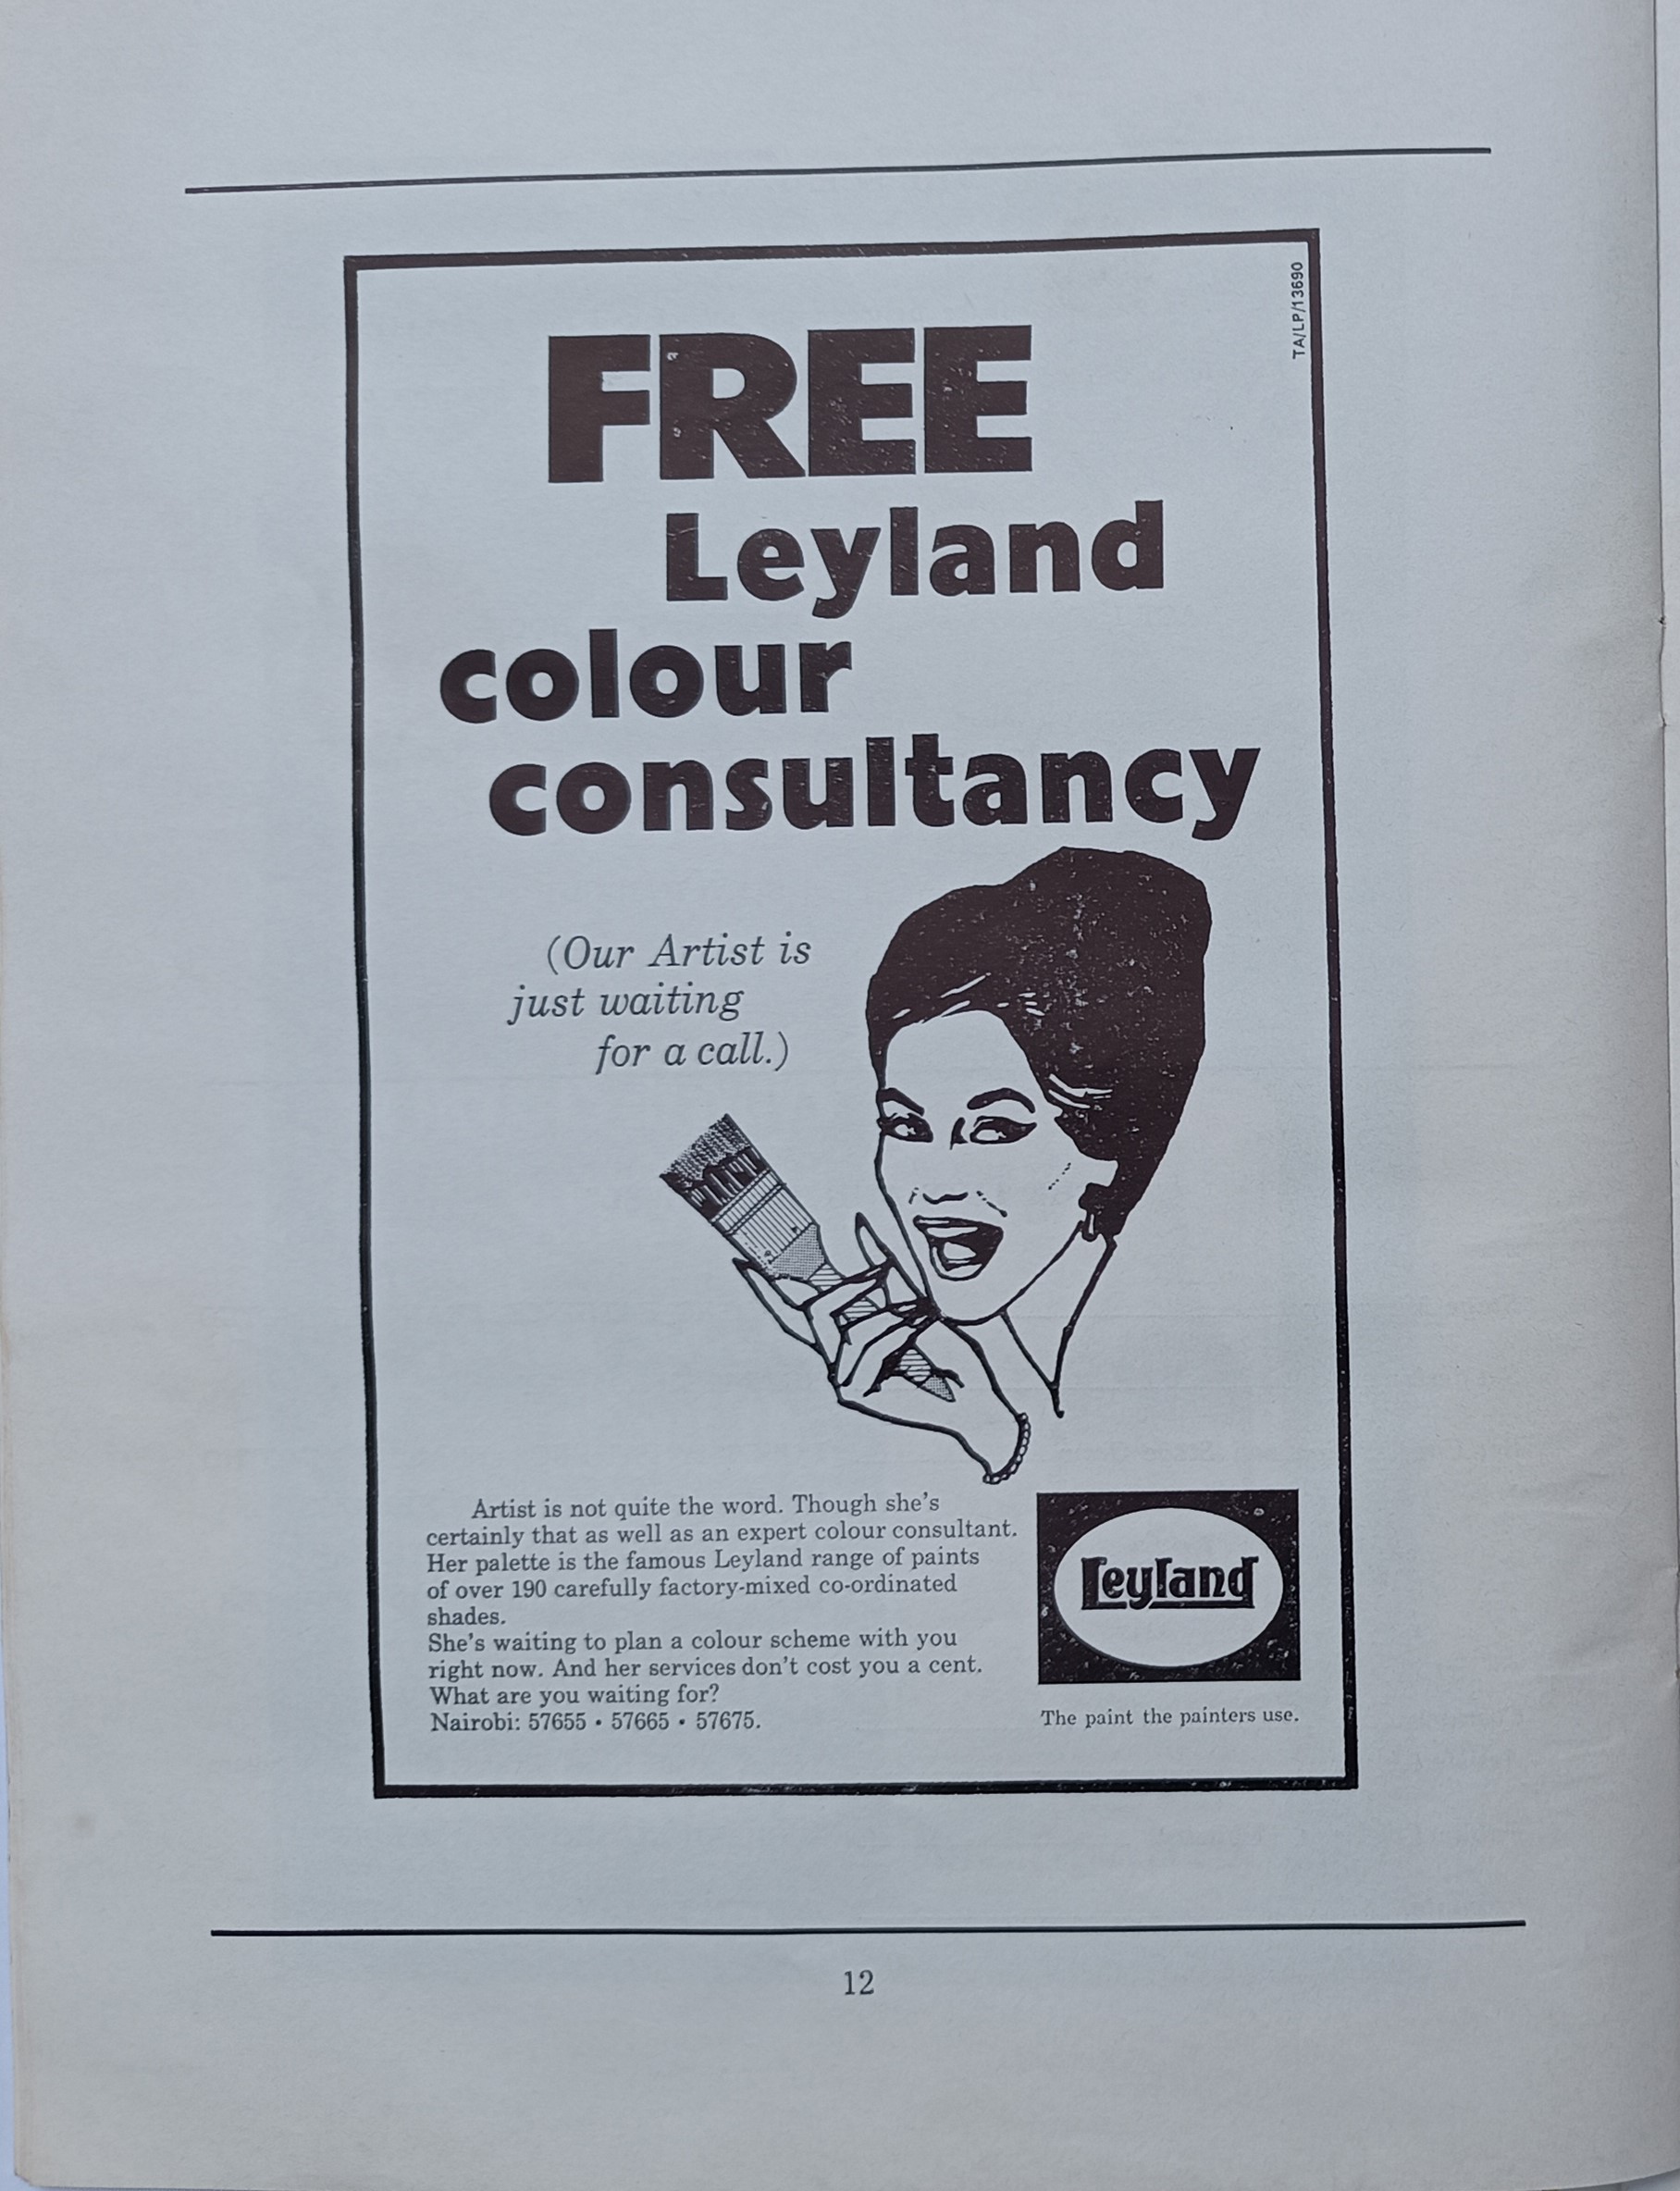 TA/LP/13690
FREE
Leyland
colour
consultancy
(Our Artist is
just waiting
for a call.)
Artist is not quite the word. Though she's
certainly that as well as an expert colour consultant.
Her palette is the famous Leyland range of paints
of over 190 carefully factory-mixed co-ordinated
shades.
She's waiting to plan a colour scheme with you
right now. And her services don't cost you a cent.
What are you waiting for?
Nairobi: 57655 • 57665 • 57675.
Leyland
The paint the painters use.
12